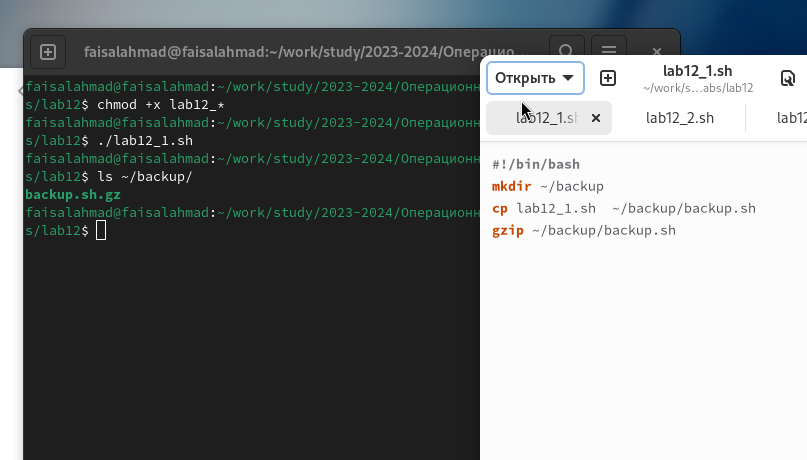 faisalahmad@faisalahmad:~/work/study/2023-2024/Операцио...
faisalahmad@faisalahmad:~/work/study/2023-2024/Операционн
s/lab12$ chmod +x lab12_*
faisalahmad@faisalahmad:~/work/study/2023-2024/Операционн
s/lab12$ ./lab12_1.sh
faisalahmad@faisalahmad:~/work/study/2023-2024/Операционн
s/lab12$ ls ~/backup/
backup.sh.gz
faisalahmad@faisalahmad:~/work/study/2023-2024/Операционн
s/lab12$
Открыть
lab12_1.sh
~/work/s...abs/lab12
lab12_1.sh
lab12_2.sh
lab12
#!/bin/bash
mkdir ~/backup
cp lab12_1.sh  ~/backup/backup.sh
gzip ~/backup/backup.sh